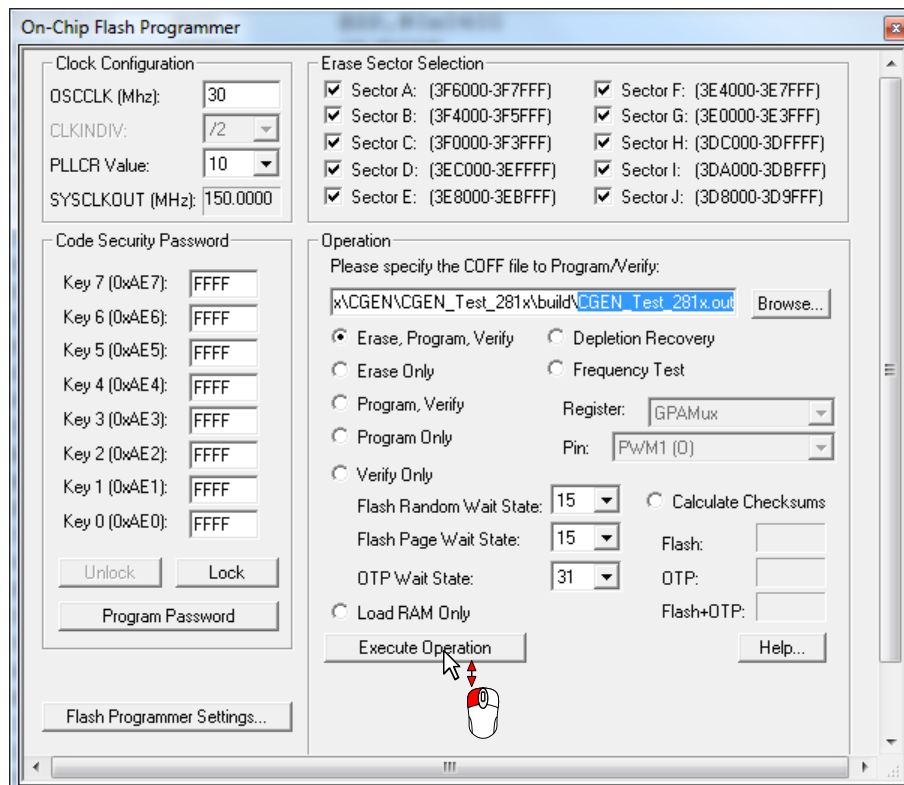 On-Chip Flash Programmer
Clock Configuration
OSCCLK (Mhz): 30
CLKINDIV: /2
PLLCR Value: 10
SYSCLKOUT (MHz): 150.0000
Erase Sector Selection
Sector A: (3F6000-3F7FFF) Sector F: (3E4000-3E7FFF)
Sector B: (3F4000-3F5FFF) Sector G: (3E0000-3E3FFF)
Sector C: (3F0000-3F3FFF) Sector H: (3DC000-3DFFFF)
Sector D: (3EC000-3EFFFF) Sector I: (3DA000-3DBFFF)
Sector E: (3E8000-3EBFFF) Sector J: (3D8000-3D9FFF)
Code Security Password
Key 7 (0xAE7): FFFF
Key 6 (0xAE6): FFFF
Key 5 (0xAE5): FFFF
Key 4 (0xAE4): FFFF
Key 3 (0xAE3): FFFF
Key 2 (0xAE2): FFFF
Key 1 (0xAE1): FFFF
Key 0 (0xAE0): FFFF
Unlock Lock
Program Password
Flash Programmer Settings...
Operation
Please specify the COFF file to Program/Verify:
x\CGEN\CGEN_Test_281x\build\CGEN_Test_281x.out Browse...
Erase, Program, Verify Depletion Recovery
Erase Only Frequency Test
Program, Verify Register: GPAMux
Program Only Pin: PWM1 (O)
Verify Only
Flash Random Wait State: 15 Calculate Checksums
Flash Page Wait State: 15 Flash:
OTP Wait State: 31 OTP:
Load RAM Only Flash+OTP:
Execute Operation Help...